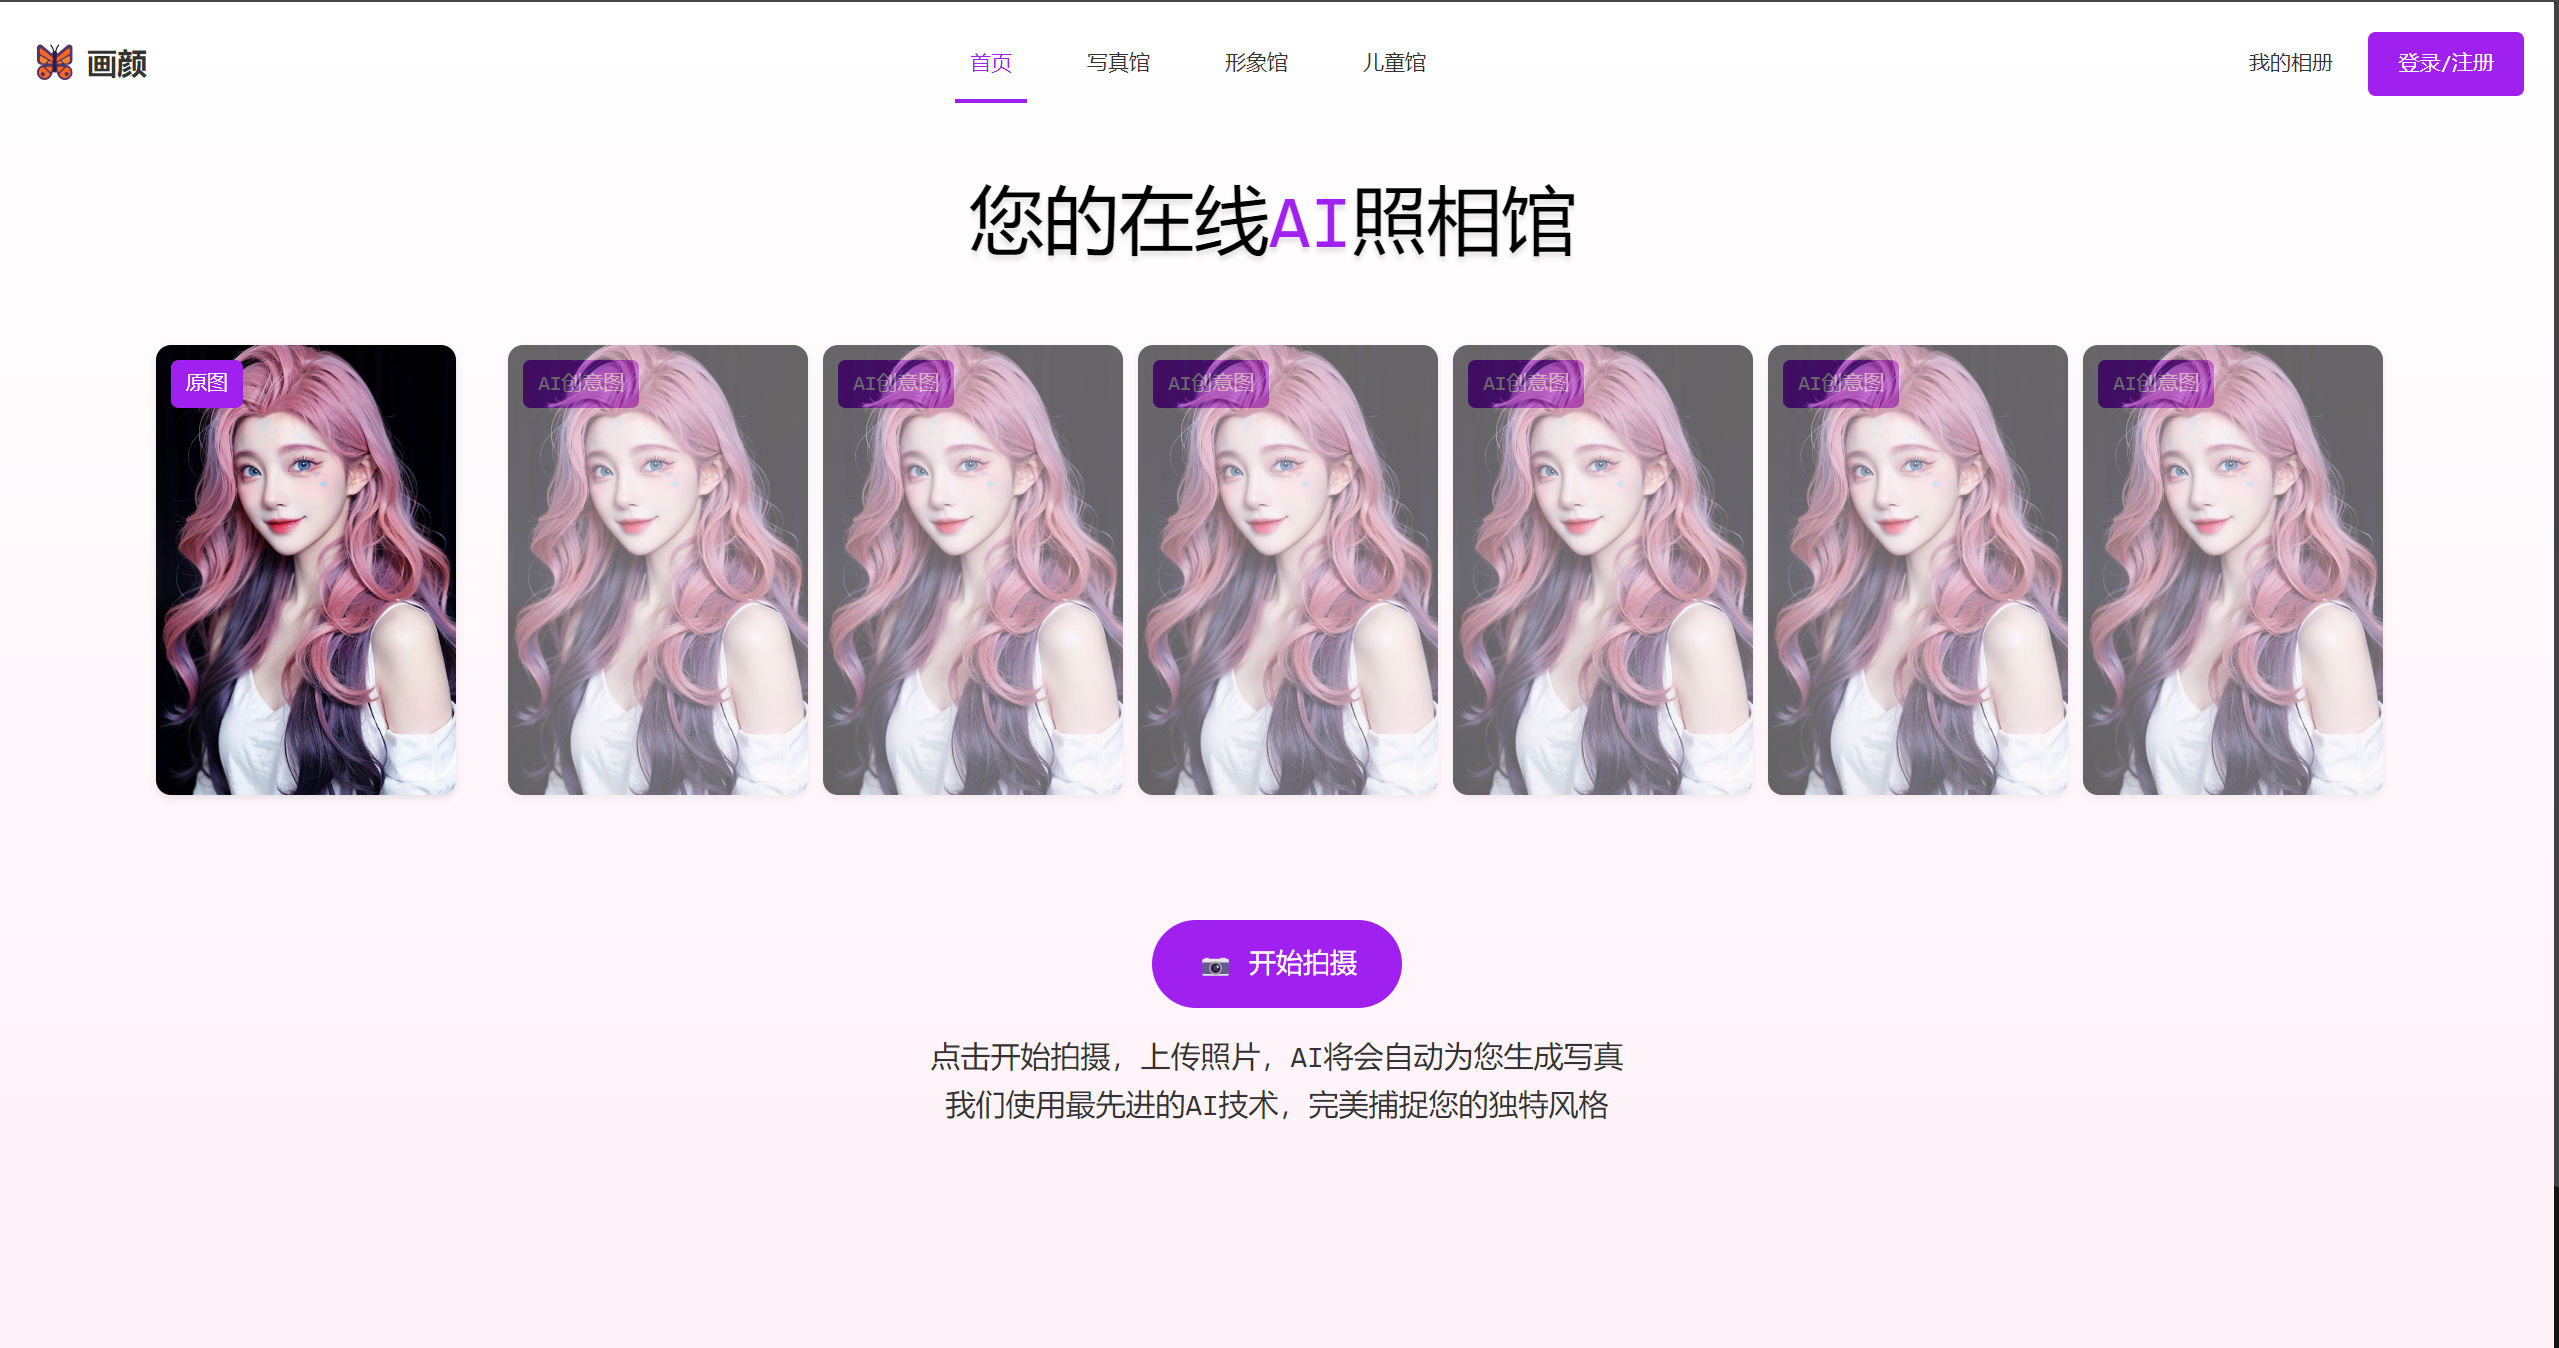 画颜
首页
写真馆
形象馆
儿童馆
我的相册
登录/注册
您的在线AI照相馆
原图
AI创意图
AI创意图
AI创意图
AI创意图
AI创意图
AI创意图
开始拍摄
点击开始拍摄，上传照片，AI将会自动为您生成写真
我们使用最先进的AI技术，完美捕捉您的独特风格